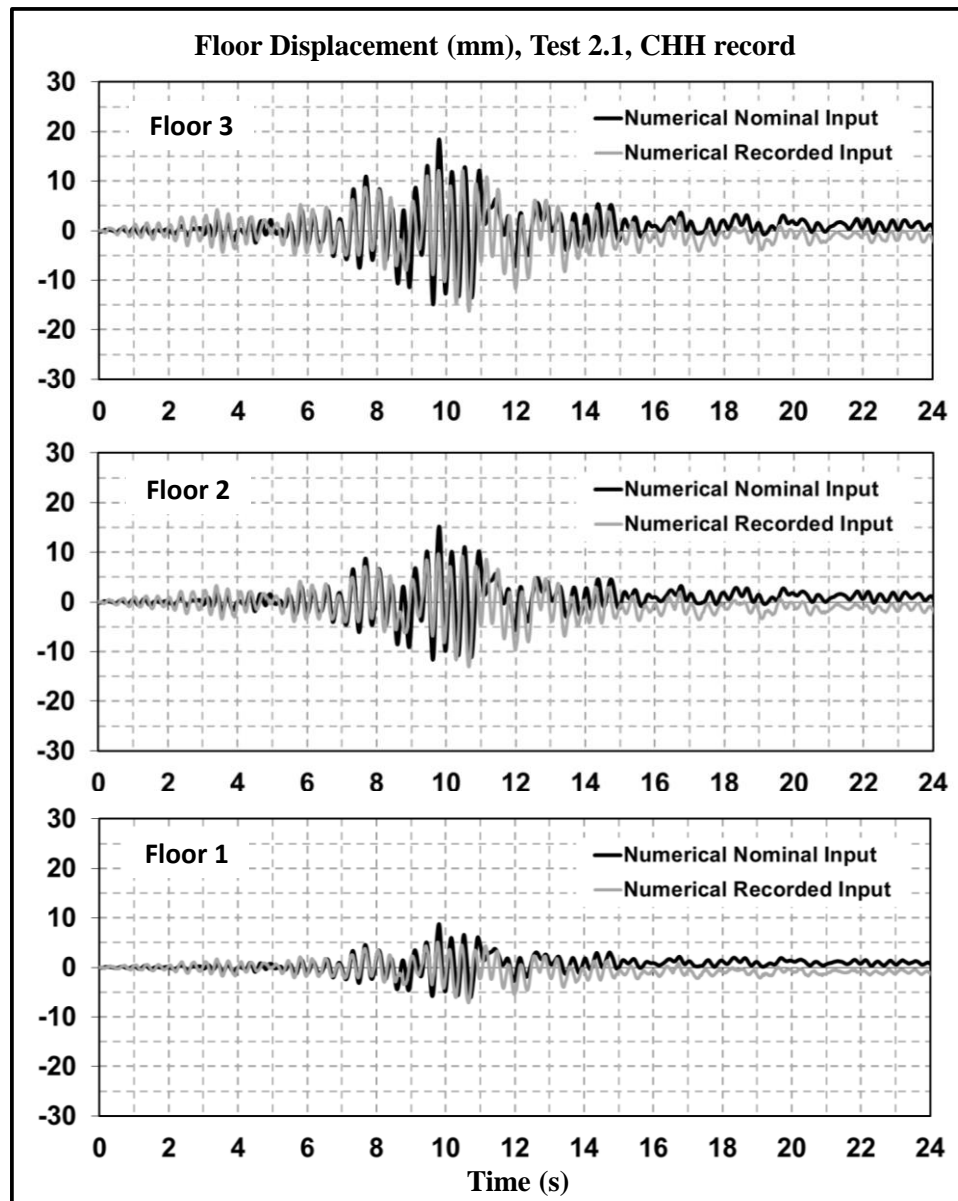 Floor Displacement (mm), Test 2.1, CHH record
30
20
10
0
-10
-20
-30
Floor 3
Numerical Nominal Input
Numerical Recorded Input
0 2 4 6 8 10 12 14 16 18 20 22 24
30
20
10
0
-10
-20
-30
Floor 2
Numerical Nominal Input
Numerical Recorded Input
0 2 4 6 8 10 12 14 16 18 20 22 24
30
20
10
0
-10
-20
-30
Floor 1
Numerical Nominal Input
Numerical Recorded Input
0 2 4 6 8 10 12 14 16 18 20 22 24
Time (s)